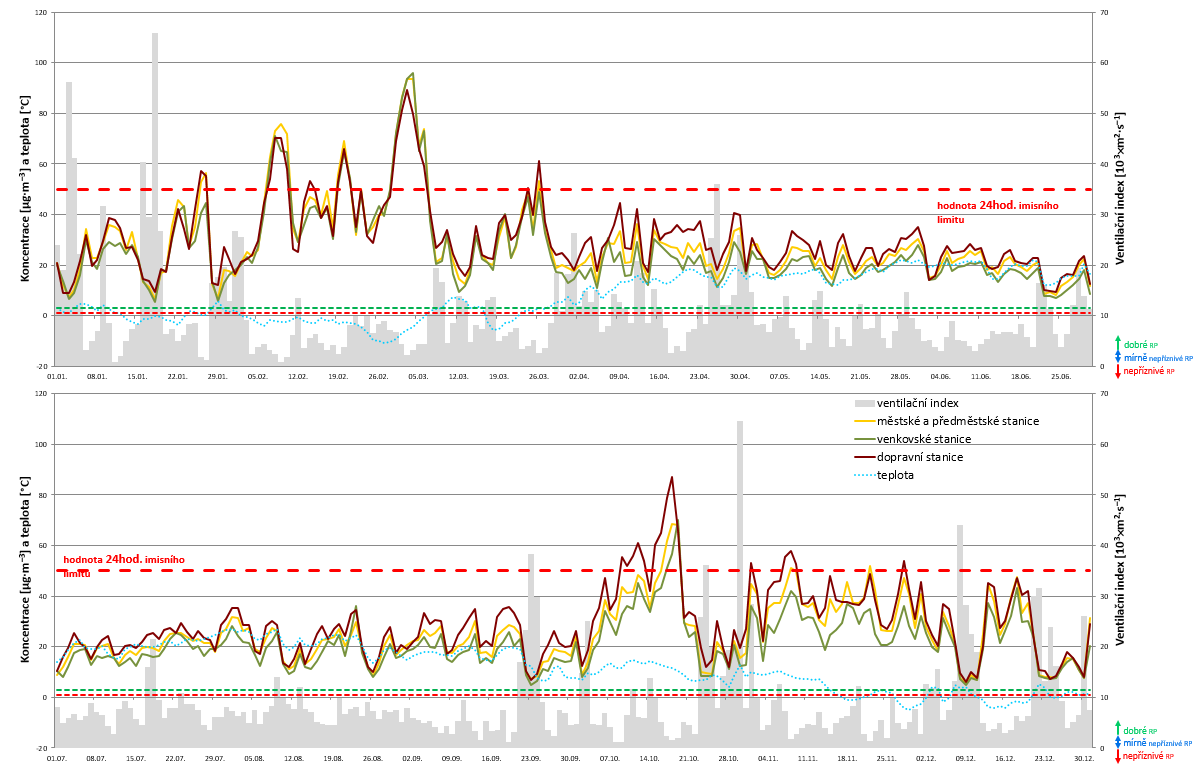 120
100
80
60
40
20
0
-20
Koncentrace [µg·m⁻³] a teplota [°C]
70
60
50
40
30
20
10
0
Ventilační index [10³×m²·s⁻¹]
hodnota 24hod. imisního
limitu
dobré RP
mírně nepříznivé RP
nepříznivé RP
01.01. 08.01. 15.01. 22.01. 29.01. 05.02. 12.02. 19.02. 26.02. 05.03. 12.03. 19.03. 26.03. 02.04. 09.04. 16.04. 23.04. 30.04. 07.05. 14.05. 21.05. 28.05. 04.06. 11.06. 18.06. 25.06.
120
100
80
60
40
20
0
-20
Koncentrace [µg·m⁻³] a teplota [°C]
70
60
50
40
30
20
10
0
Ventilační index [10³×m²·s⁻¹]
ventilační index
městské a předměstské stanice
venkovské stanice
dopravní stanice
teplota
hodnota 24hod. imisního
limitu
dobré RP
mírně nepříznivé RP
nepříznivé RP
01.07. 08.07. 15.07. 22.07. 29.07. 05.08. 12.08. 19.08. 26.08. 02.09. 09.09. 16.09. 23.09. 30.09. 07.10. 14.10. 21.10. 28.10. 04.11. 11.11. 18.11. 25.11. 02.12. 09.12. 16.12. 23.12. 30.12.